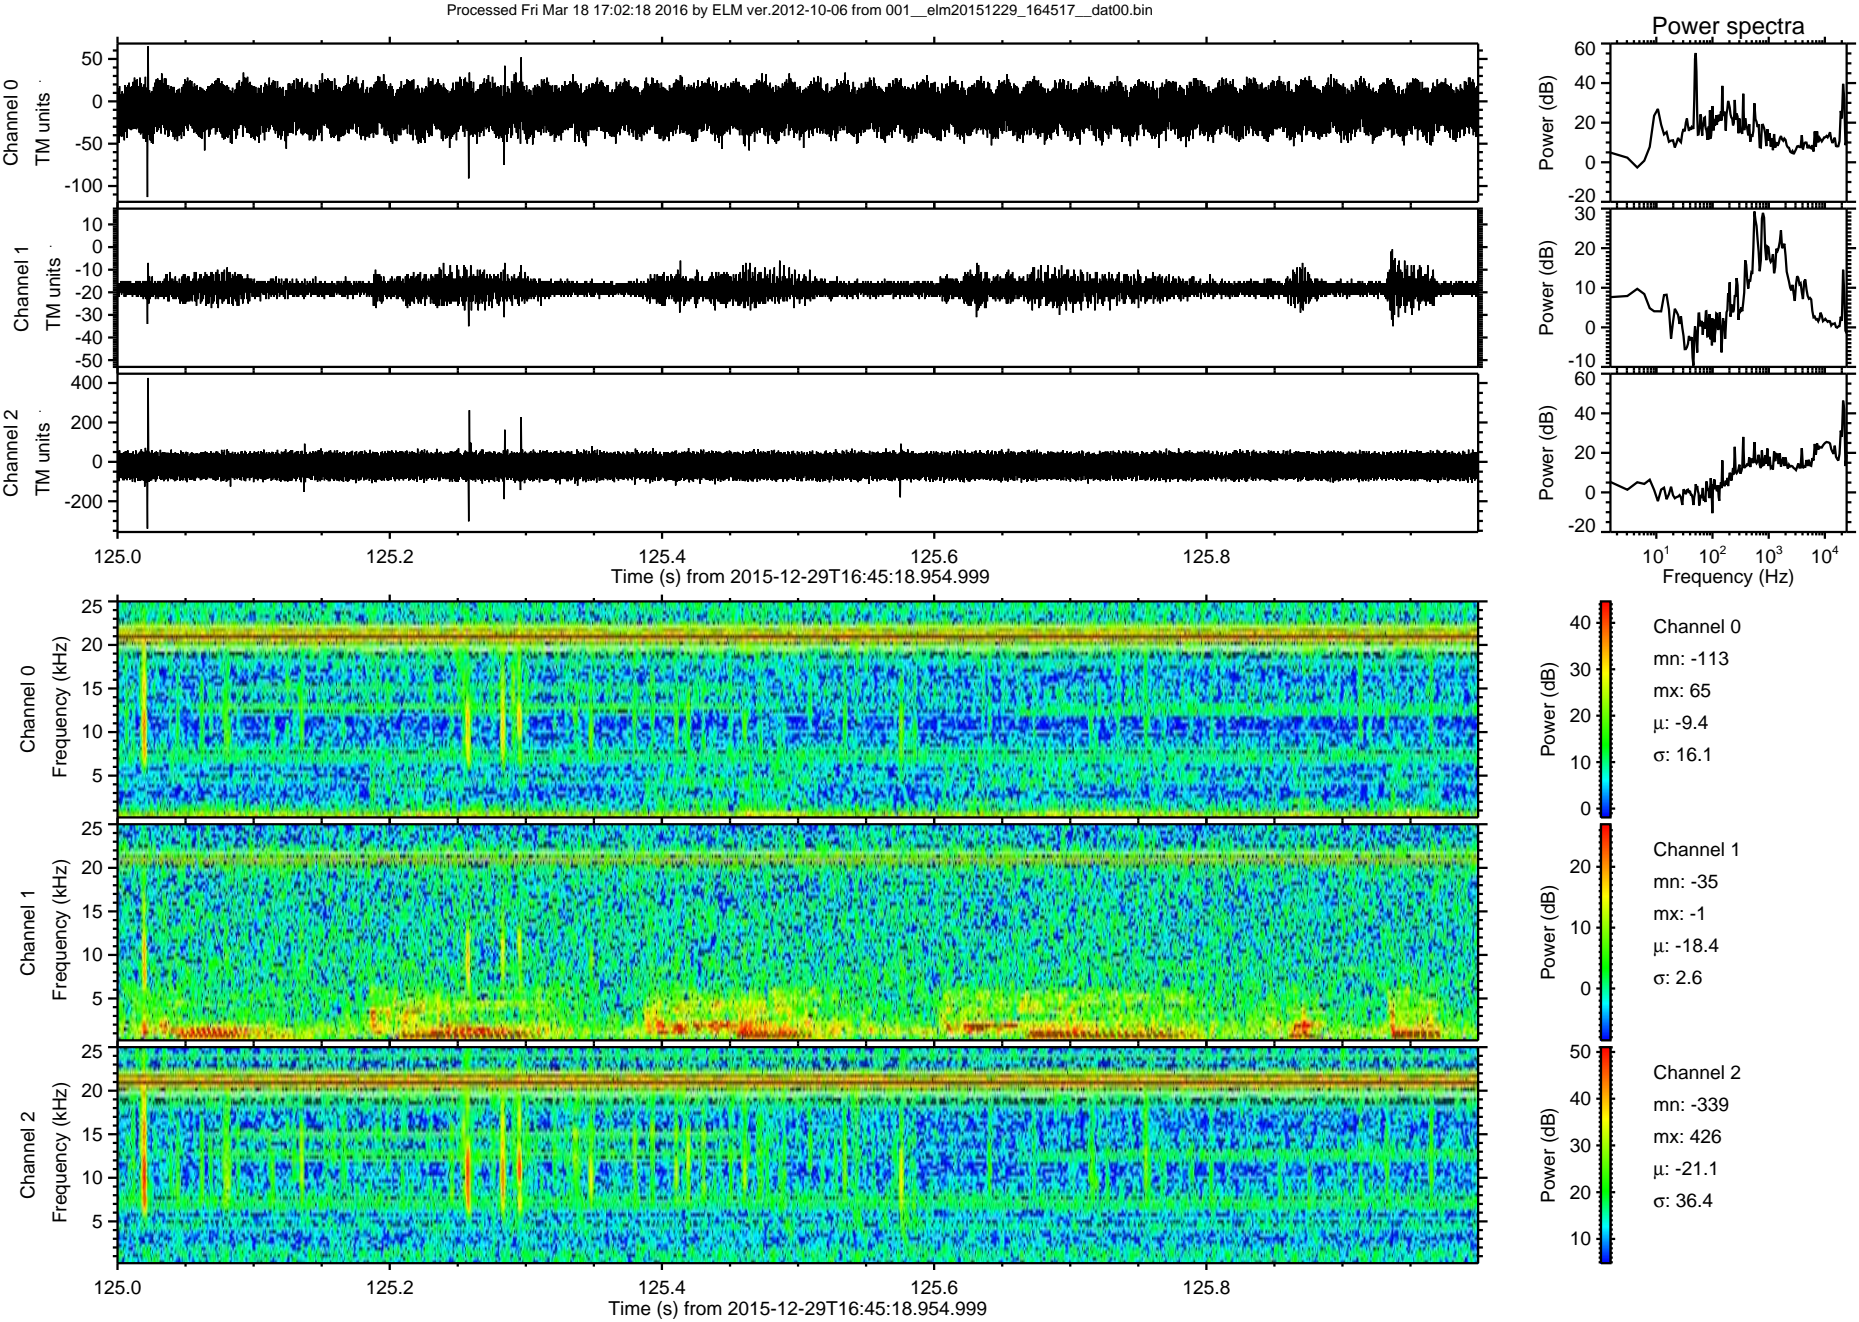 Processed Fri Mar 18 17:02:18 2016 by ELM ver.2012-10-06 from 001__elm20151229_164517__dat00.bin
Power spectra
Channel 0
TM units
50
0
-50
-100
Power (dB)
60
40
20
0
-20
Channel 1
TM units
10
0
-10
-20
-30
-40
-50
Power (dB)
30
20
10
0
-10
Channel 2
TM units
400
200
0
-200
Power (dB)
60
40
20
0
-20
125.0 125.2 125.4 125.6 125.8
Time (s) from 2015-12-29T16:45:18.954.999
10¹ 10² 10³ 10⁴
Frequency (Hz)
Channel 0
Frequency (kHz)
25
20
15
10
5
Power (dB)
40
30
20
10
0
Channel 0
mn: -113
mx: 65
μ: -9.4
σ: 16.1
Channel 1
Frequency (kHz)
25
20
15
10
5
Power (dB)
20
10
0
Channel 1
mn: -35
mx: -1
μ: -18.4
σ: 2.6
Channel 2
Frequency (kHz)
25
20
15
10
5
Power (dB)
50
40
30
20
10
Channel 2
mn: -339
mx: 426
μ: -21.1
σ: 36.4
125.0 125.2 125.4 125.6 125.8
Time (s) from 2015-12-29T16:45:18.954.999